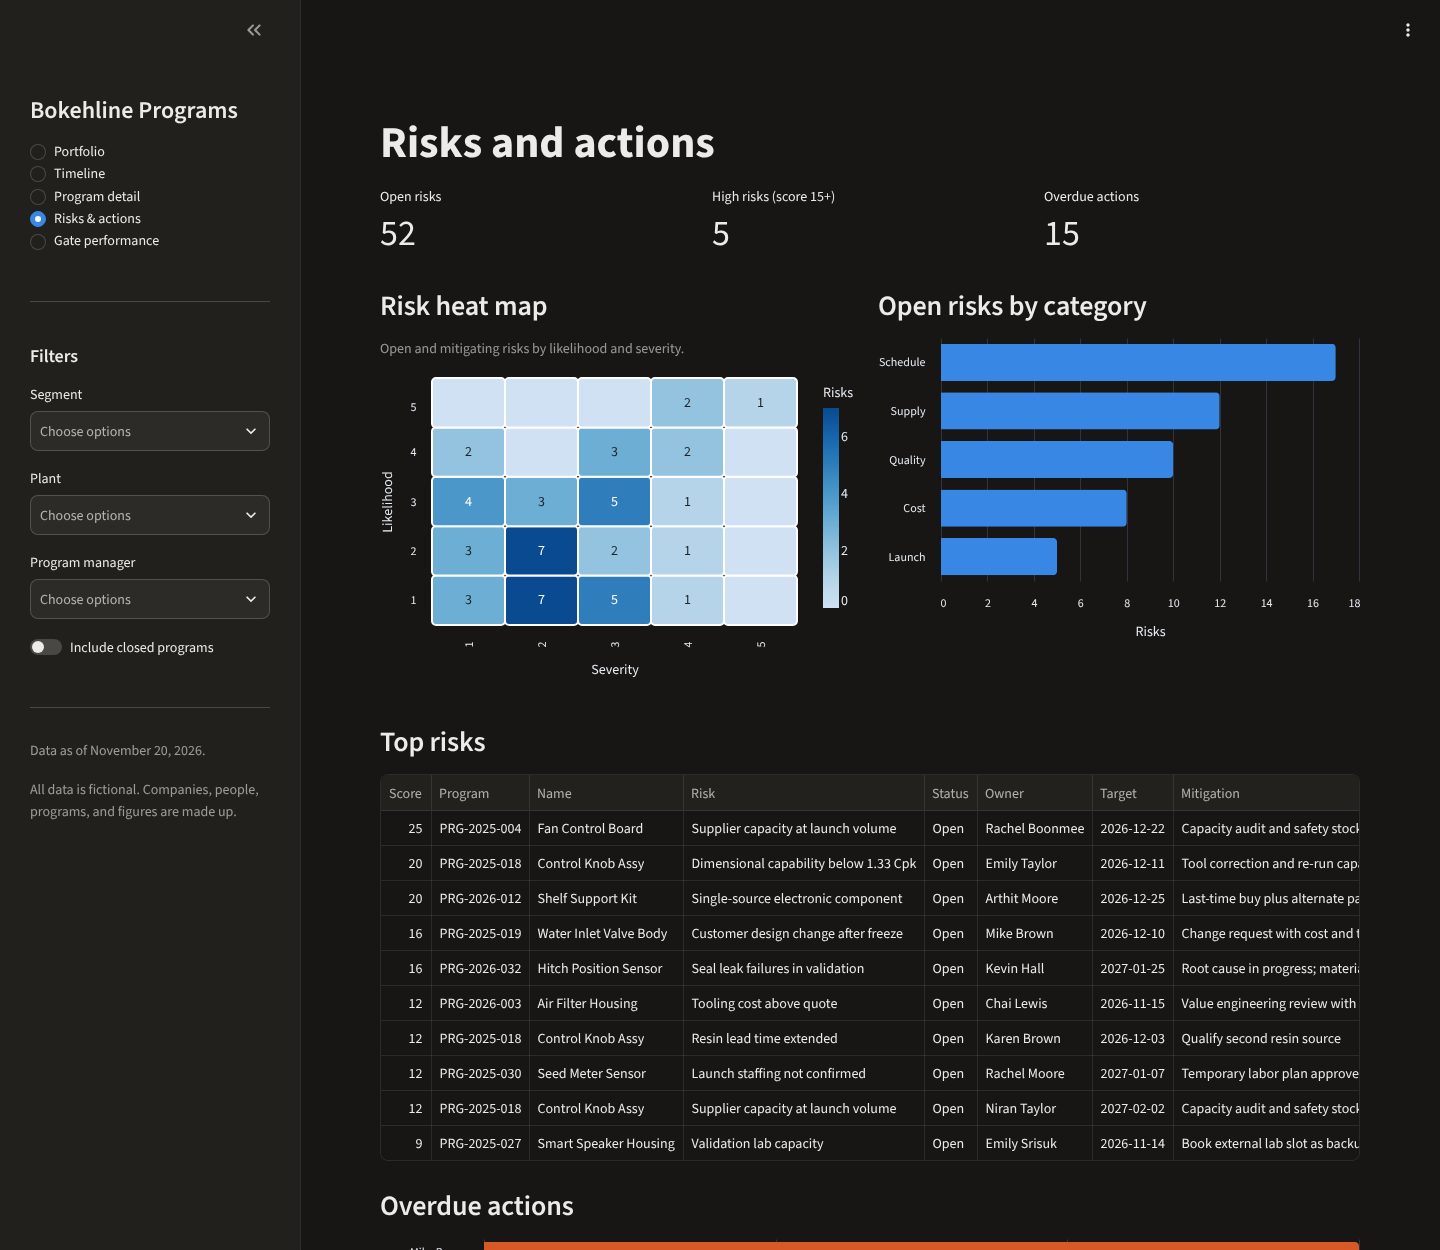 Bokehline Programs
Portfolio
Timeline
Program detail
Risks & actions
Gate performance
Filters
Segment
Choose options
Plant
Choose options
Program manager
Choose options
Include closed programs
Data as of November 20, 2026.
All data is fictional. Companies, people,
programs, and figures are made up.
Risks and actions
Open risks
52
High risks (score 15+)
5
Overdue actions
15
Risk heat map
Open and mitigating risks by likelihood and severity.
Likelihood
5 2 1
4 2 3 2
3 4 3 5 1
2 3 7 2 1
1 3 7 5 1
1 2 3 4 5
Severity
Risks
6
4
2
0
Open risks by category
Schedule
Supply
Quality
Cost
Launch
0 2 4 6 8 10 12 14 16 18
Risks
Top risks
Score Program Name Risk Status Owner Target Mitigation
25 PRG-2025-004 Fan Control Board Supplier capacity at launch volume Open Rachel Boonmee 2026-12-22 Capacity audit and safety stock
20 PRG-2025-018 Control Knob Assy Dimensional capability below 1.33 Cpk Open Emily Taylor 2026-12-11 Tool correction and re-run capa
20 PRG-2026-012 Shelf Support Kit Single-source electronic component Open Arthit Moore 2026-12-25 Last-time buy plus alternate pa
16 PRG-2025-019 Water Inlet Valve Body Customer design change after freeze Open Mike Brown 2026-12-10 Change request with cost and t
16 PRG-2026-032 Hitch Position Sensor Seal leak failures in validation Open Kevin Hall 2027-01-25 Root cause in progress; materia
12 PRG-2026-003 Air Filter Housing Tooling cost above quote Open Chai Lewis 2026-11-15 Value engineering review with
12 PRG-2025-018 Control Knob Assy Resin lead time extended Open Karen Brown 2026-12-03 Qualify second resin source
12 PRG-2025-030 Seed Meter Sensor Launch staffing not confirmed Open Rachel Moore 2027-01-07 Temporary labor plan approve
12 PRG-2025-018 Control Knob Assy Supplier capacity at launch volume Open Niran Taylor 2027-02-02 Capacity audit and safety stock
9 PRG-2025-027 Smart Speaker Housing Validation lab capacity Open Emily Srisuk 2026-11-14 Book external lab slot as backu
Overdue actions